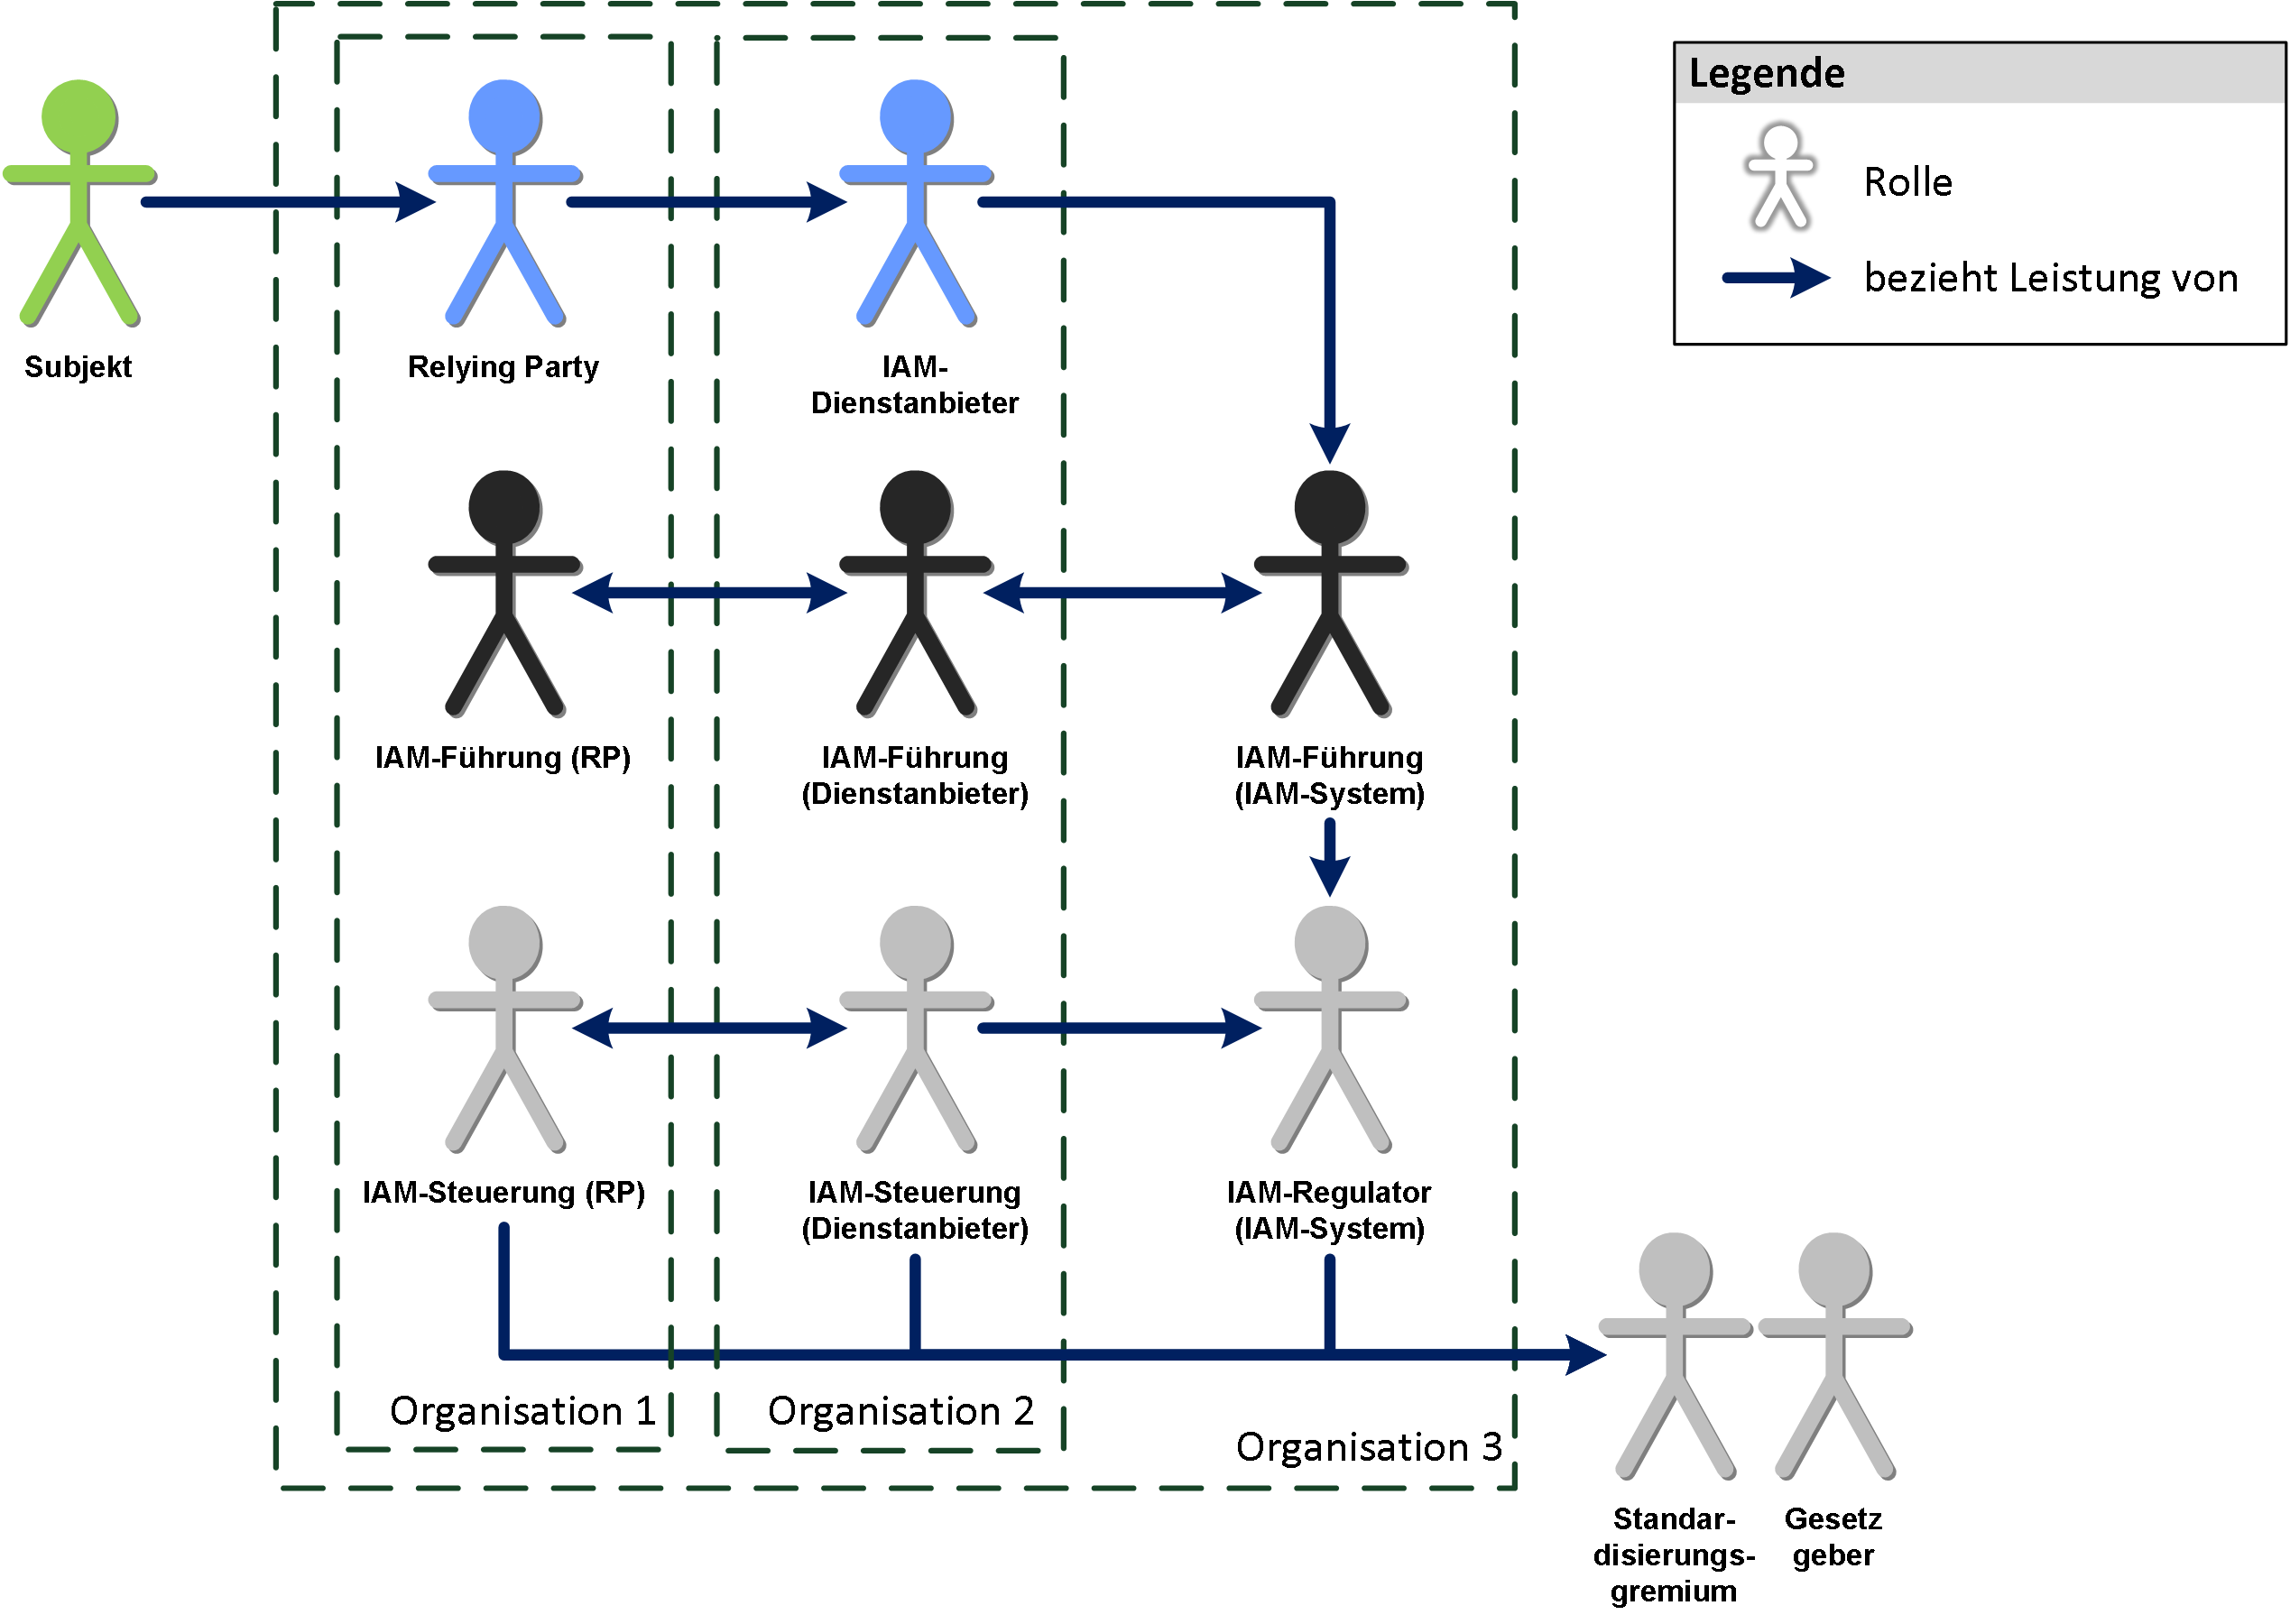 Legende
Rolle
bezieht Leistung von
Subjekt
Relying Party
IAM-
Dienstanbieter
IAM-Führung (RP)
IAM-Führung
(Dienstanbieter)
IAM-Führung
(IAM-System)
IAM-Steuerung (RP)
IAM-Steuerung
(Dienstanbieter)
IAM-Regulator
(IAM-System)
Organisation 1
Organisation 2
Organisation 3
Standar-
disierungs-
gremium
Gesetz
geber